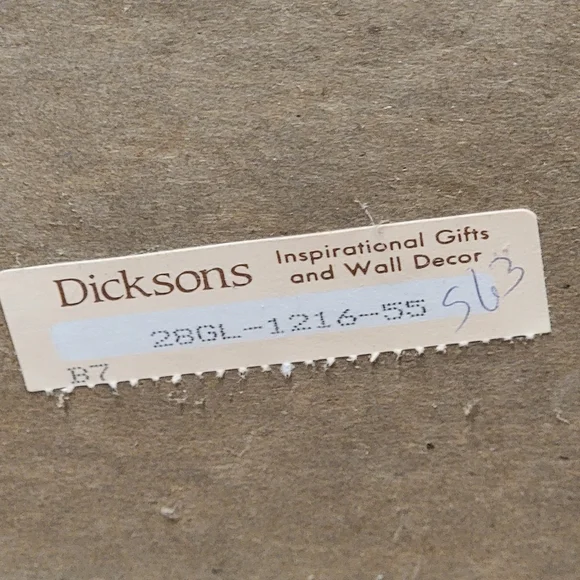 Dicksons
Inspirational Gifts
and Wall Decor
28GL-1216-55
563
B7